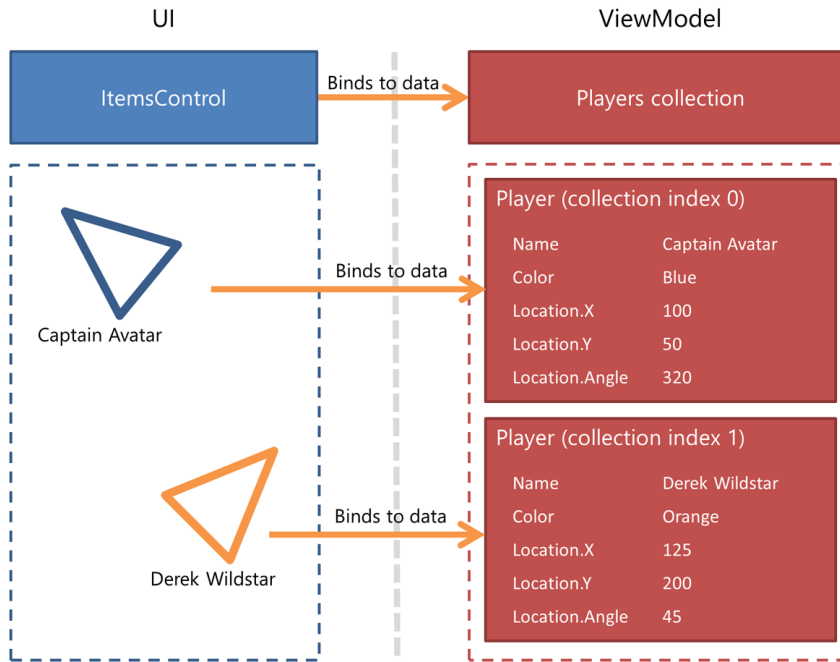 UI
ViewModel
ItemsControl
Binds to data
Players collection
Player (collection index 0)
Name Captain Avatar
Color Blue
Location.X 100
Location.Y 50
Location.Angle 320
Binds to data
Captain Avatar
Player (collection index 1)
Name Derek Wildstar
Color Orange
Location.X 125
Location.Y 200
Location.Angle 45
Binds to data
Derek Wildstar